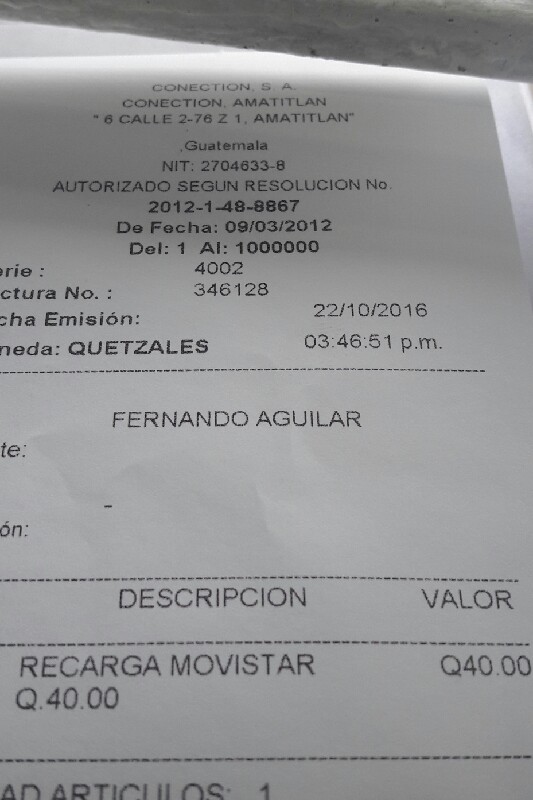 CONECTION, S. A.
CONECTION, AMATITLAN
" 6 CALLE 2-76 Z 1, AMATITLAN"
,Guatemala
NIT: 2704633-8
AUTORIZADO SEGUN RESOLUCION No.
2012-1-48-8867
De Fecha: 09/03/2012
Del: 1 Al: 1000000
erie : 4002
ctura No. : 346128
cha Emisión: 22/10/2016
neda: QUETZALES 03:46:51 p.m.
FERNANDO AGUILAR
te:
-
ón:
DESCRIPCION VALOR
RECARGA MOVISTAR Q40.00
Q.40.00
AD ARTICULOS: 1